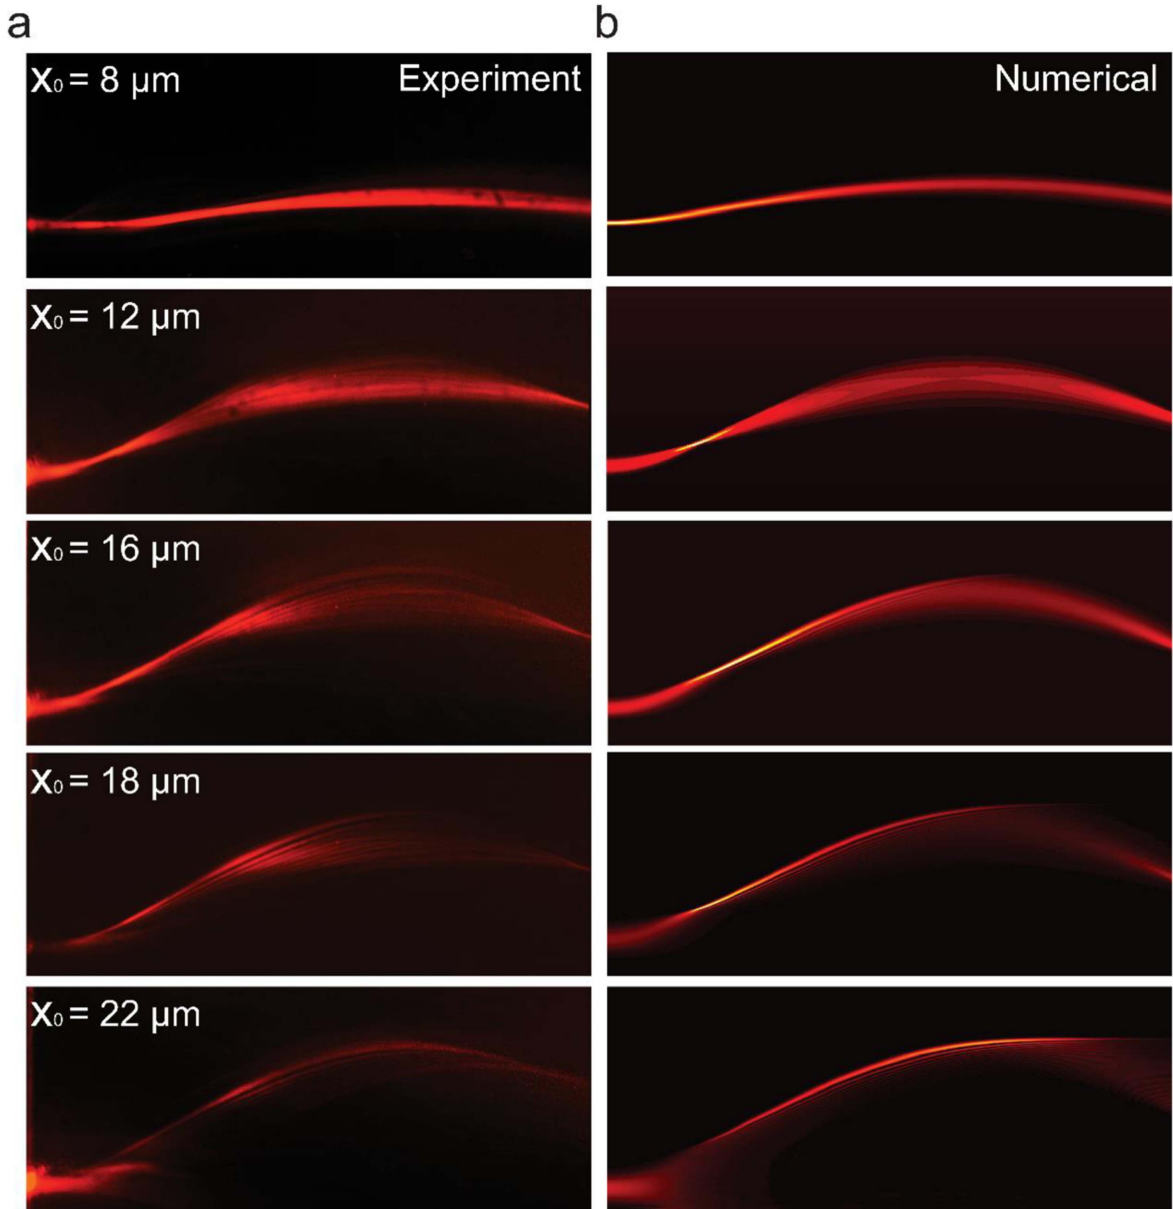 a
b
x₀ = 8 μm
Experiment
Numerical
x₀ = 12 μm
x₀ = 16 μm
x₀ = 18 μm
x₀ = 22 μm